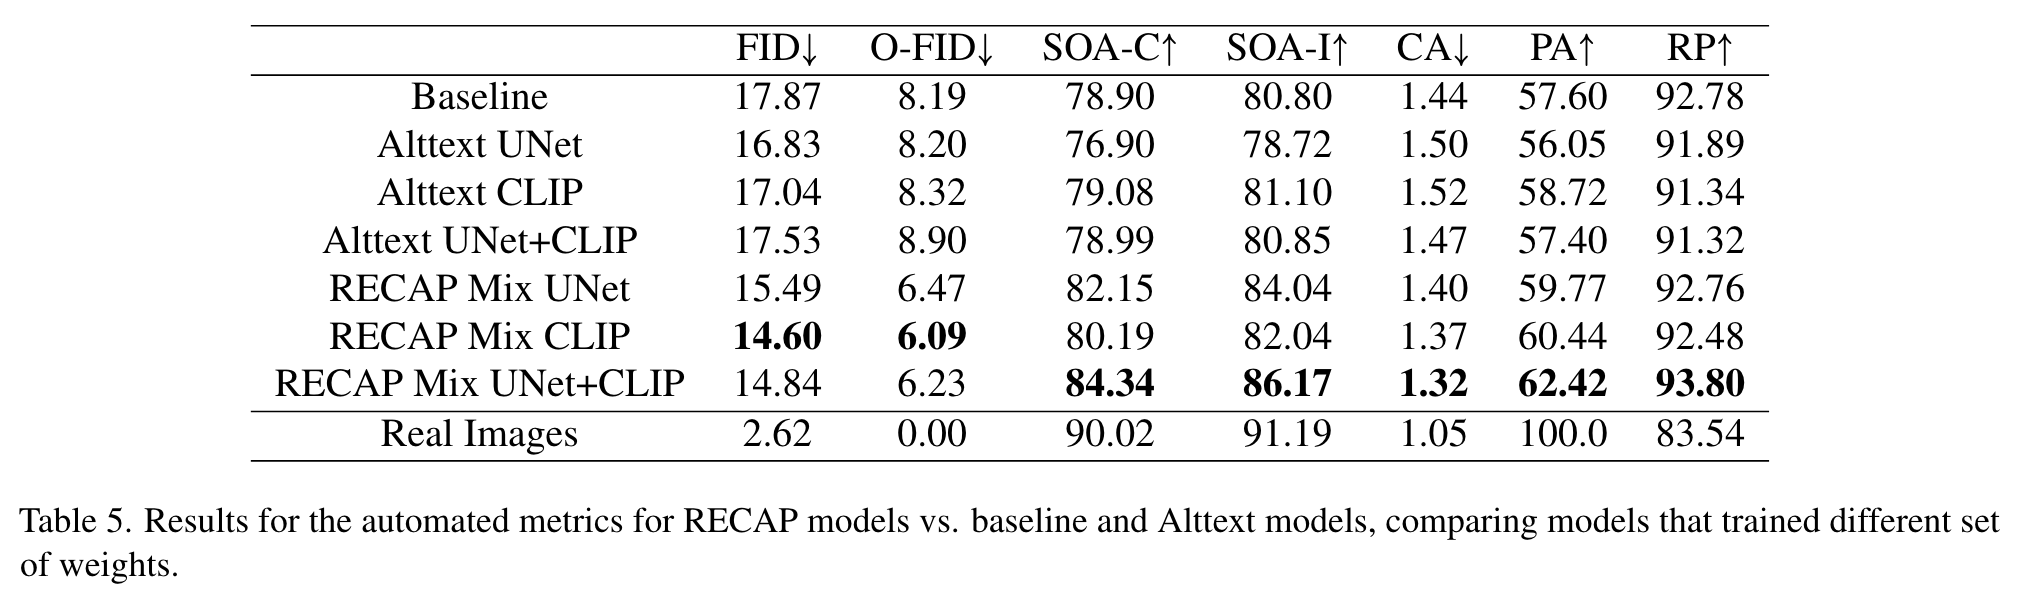 FID↓ O-FID↓ SOA-C↑ SOA-I↑ CA↓ PA↑ RP↑
Baseline 17.87 8.19 78.90 80.80 1.44 57.60 92.78
Alttext UNet 16.83 8.20 76.90 78.72 1.50 56.05 91.89
Alttext CLIP 17.04 8.32 79.08 81.10 1.52 58.72 91.34
Alttext UNet+CLIP 17.53 8.90 78.99 80.85 1.47 57.40 91.32
RECAP Mix UNet 15.49 6.47 82.15 84.04 1.40 59.77 92.76
RECAP Mix CLIP 14.60 6.09 80.19 82.04 1.37 60.44 92.48
RECAP Mix UNet+CLIP 14.84 6.23 84.34 86.17 1.32 62.42 93.80
Real Images 2.62 0.00 90.02 91.19 1.05 100.0 83.54
Table 5. Results for the automated metrics for RECAP models vs. baseline and Alttext models, comparing models that trained different set
of weights.